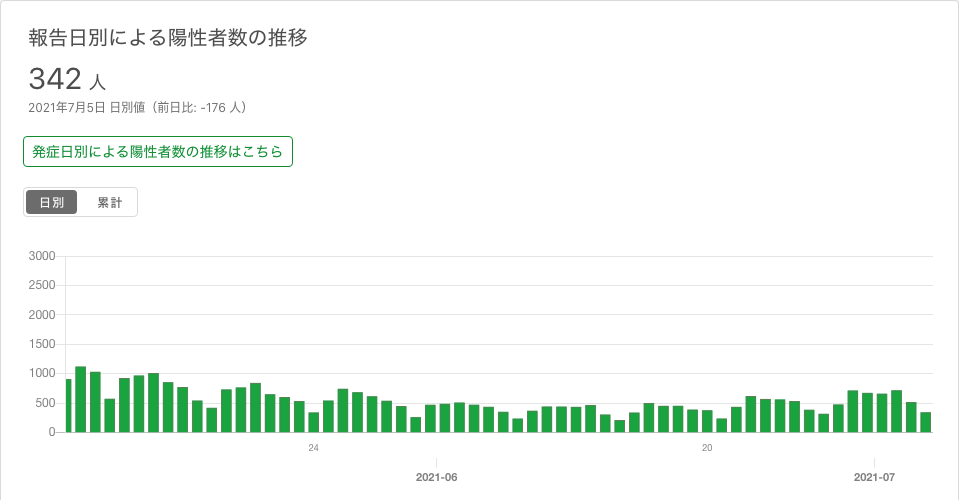 報告日別による陽性者数の推移
342 人
2021年7月5日 日別値（前日比: -176 人）
発症日別による陽性者数の推移はこちら
日別 累計
3000
2500
2000
1500
1000
500
0
24 20
2021-06 2021-07